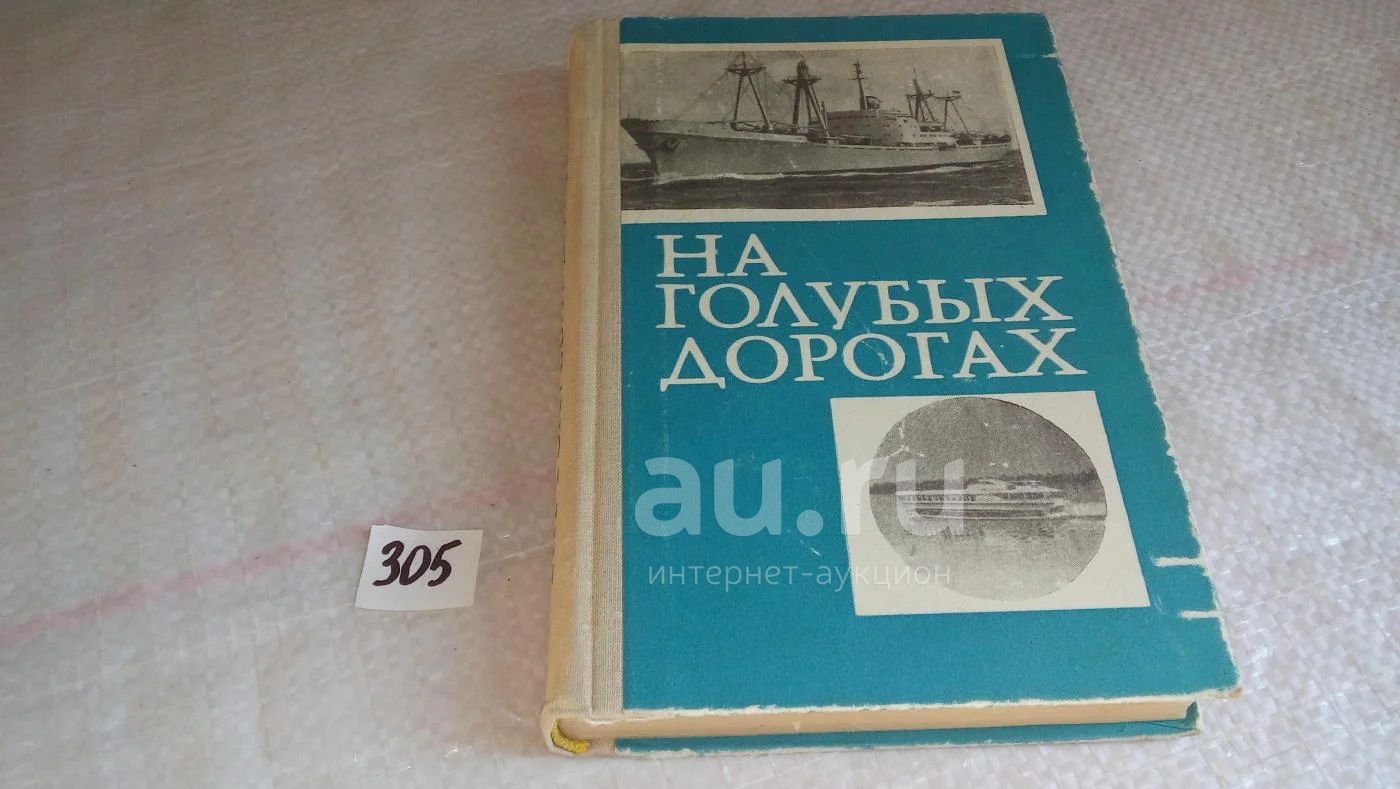 НА
ГОЛУБЫХ
ДОРОГАХ
au.ru
интернет-аукцион
305